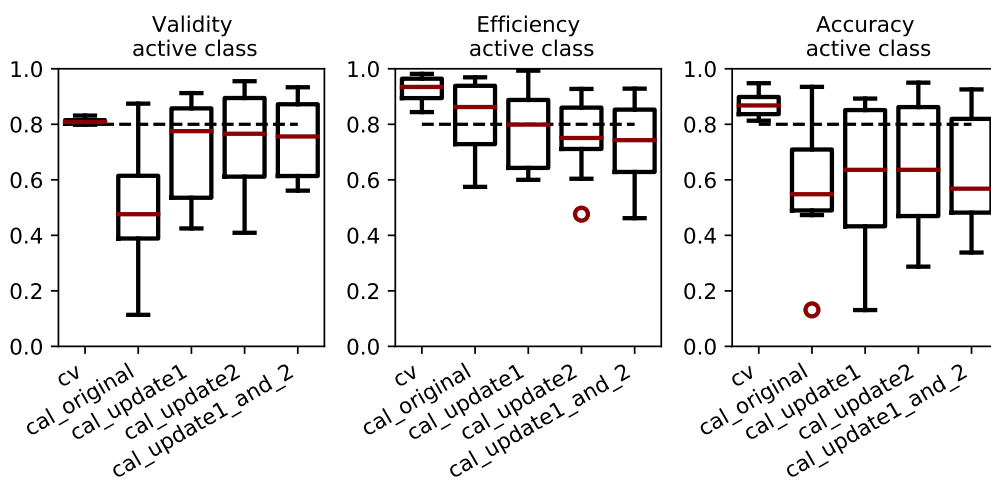 Validity
active class
1.0
0.8
0.6
0.4
0.2
0.0
cv
cal_original
cal_update1
cal_update2
cal_update1_and_2
Efficiency
active class
1.0
0.8
0.6
0.4
0.2
0.0
cv
cal_original
cal_update1
cal_update2
cal_update1_and_2
Accuracy
active class
1.0
0.8
0.6
0.4
0.2
0.0
cv
cal_original
cal_update1
cal_update2
cal_update1_and_2